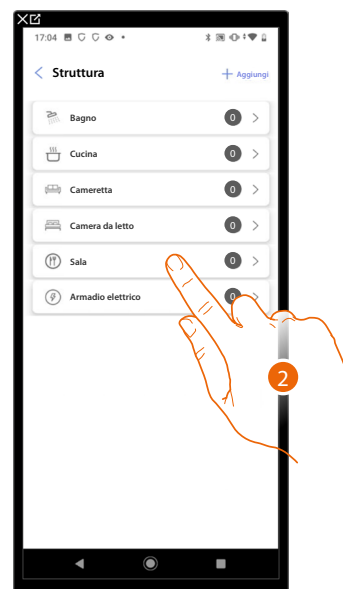 17:04
Struttura + Aggiungi
Bagno 0
Cucina 0
Cameretta 0
Camera da letto 0
Sala 0
Armadio elettrico 0
2